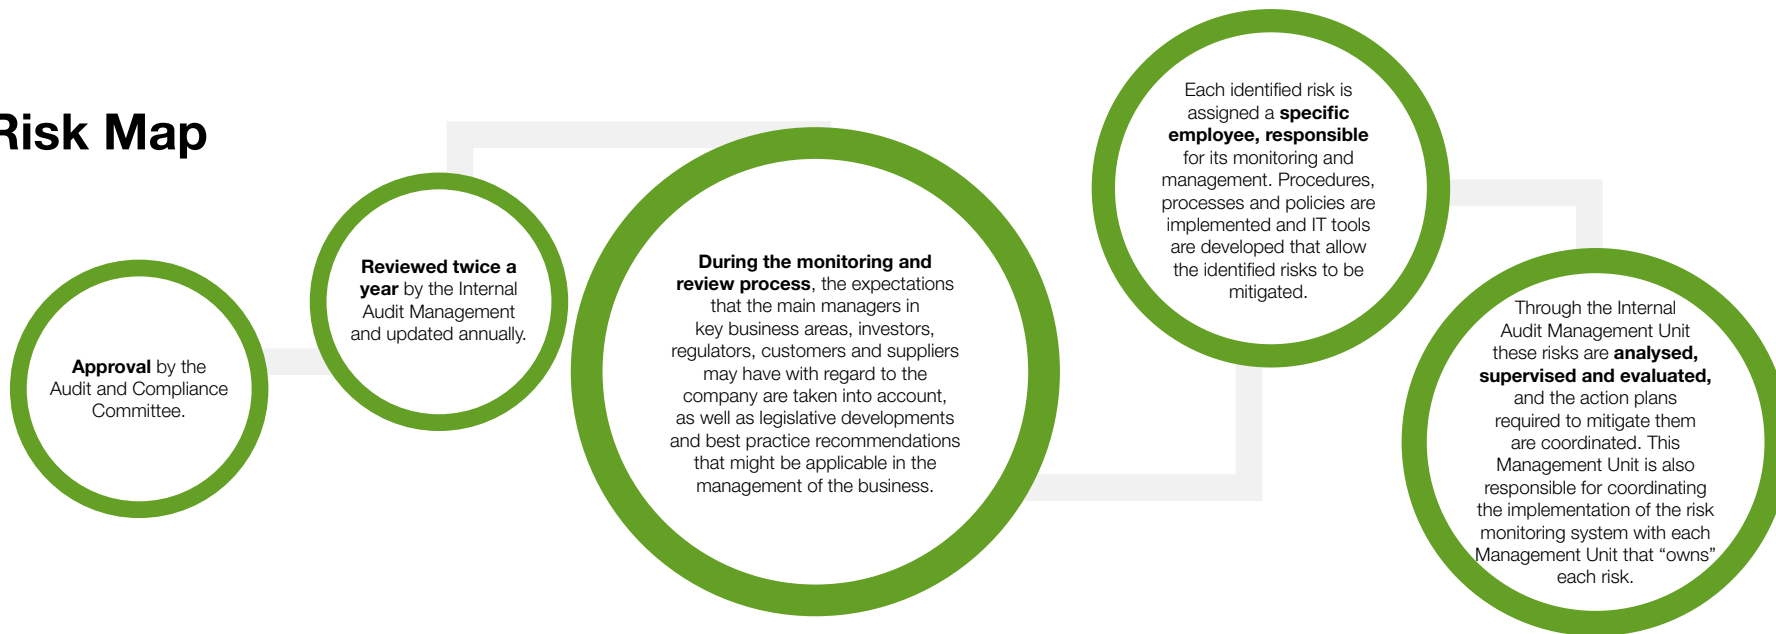 Risk Map
Approval by the
Audit and Compliance
Committee.
Reviewed twice a
year by the Internal
Audit Management
and updated annually.
During the monitoring and
review process, the expectations
that the main managers in
key business areas, investors,
regulators, customers and suppliers
may have with regard to the
company are taken into account,
as well as legislative developments
and best practice recommendations
that might be applicable in the
management of the business.
Each identified risk is
assigned a specific
employee, responsible
for its monitoring and
management. Procedures,
processes and policies are
implemented and IT tools
are developed that allow
the identified risks to be
mitigated.
Through the Internal
Audit Management Unit
these risks are analysed,
supervised and evaluated,
and the action plans
required to mitigate them
are coordinated. This
Management Unit is also
responsible for coordinating
the implementation of the risk
monitoring system with each
Management Unit that “owns”
each risk.